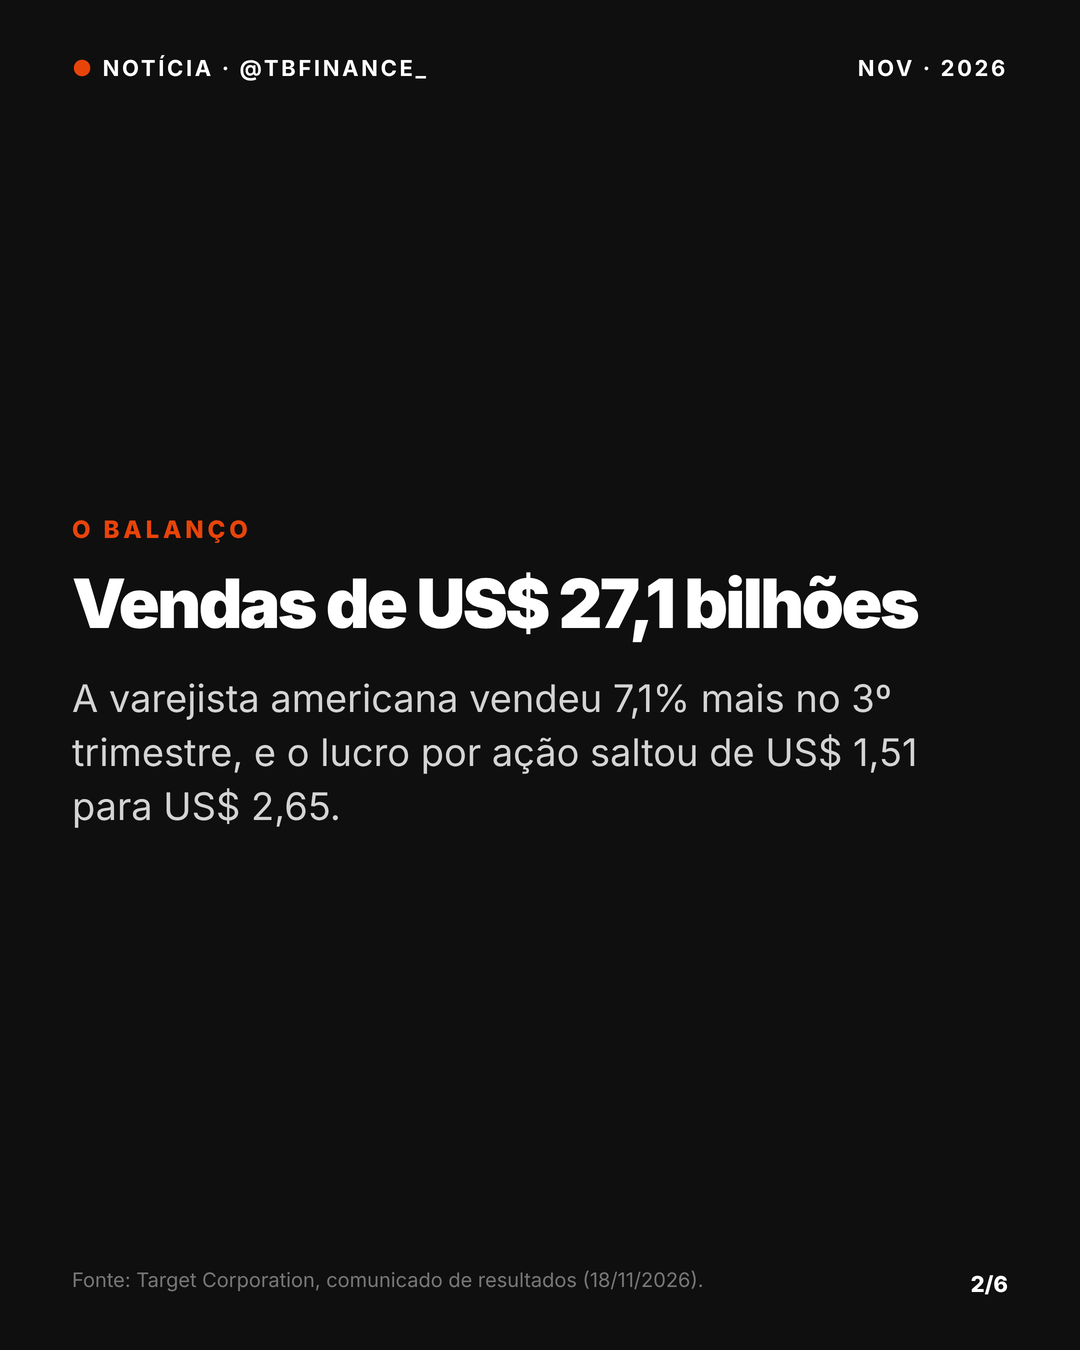 NOTÍCIA · @TBFINANCE_
NOV · 2026
O BALANÇO
Vendas de US$ 27,1 bilhões
A varejista americana vendeu 7,1% mais no 3º
trimestre, e o lucro por ação saltou de US$ 1,51
para US$ 2,65.
Fonte: Target Corporation, comunicado de resultados (18/11/2026).
2/6